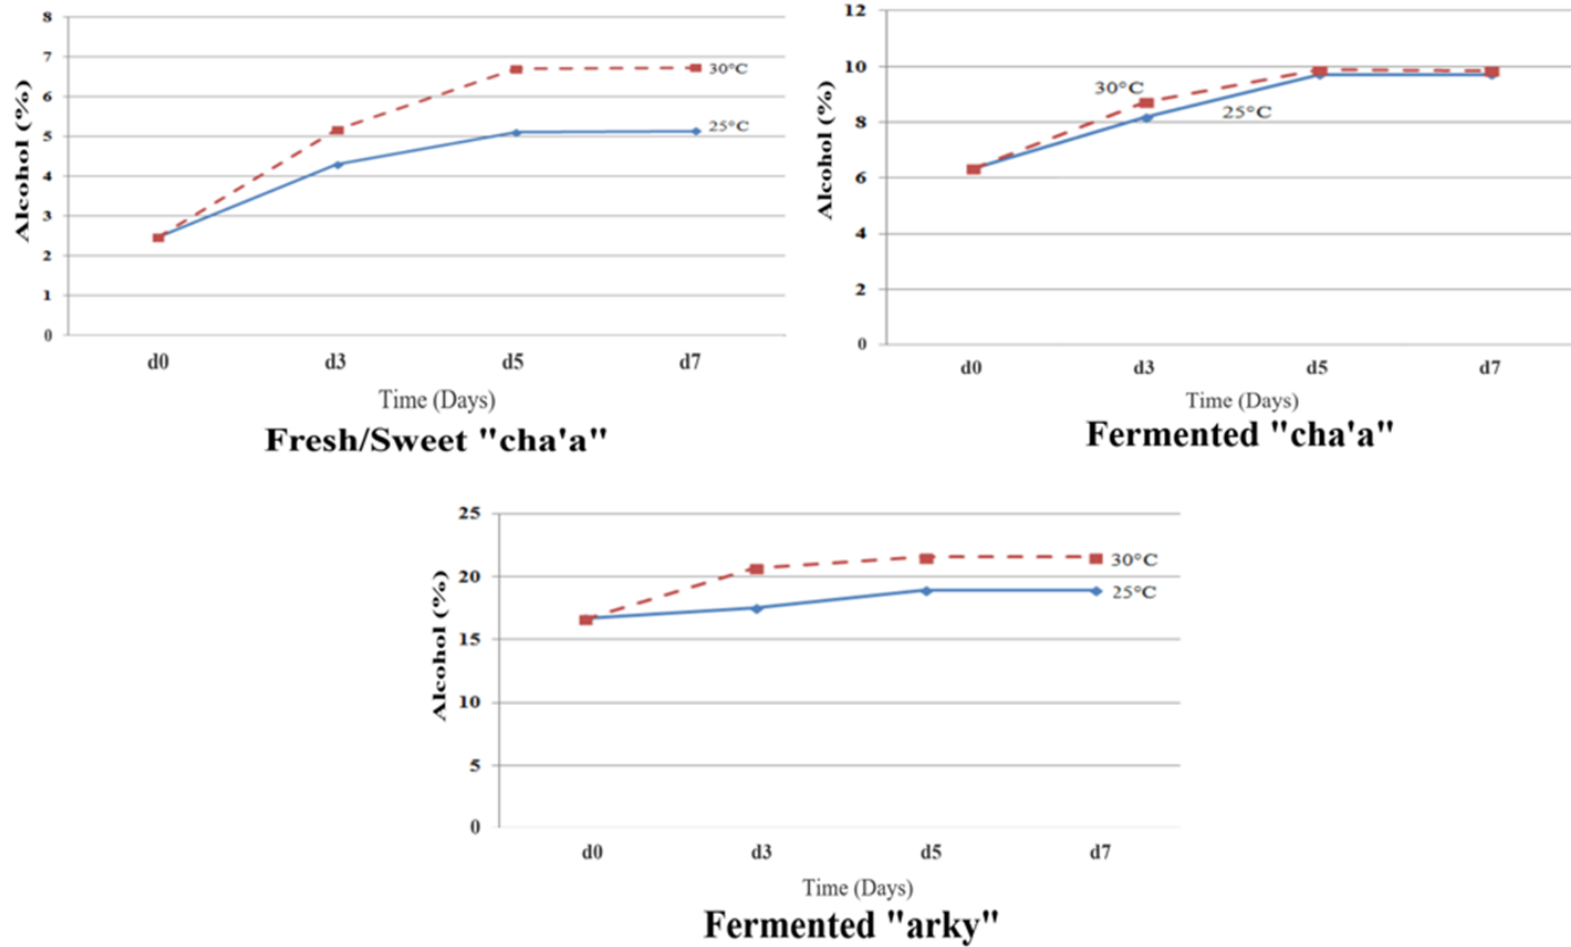 8
7
6
5
4
3
2
1
0
Alcohol (%)
30°C
25°C
d0 d3 d5 d7
Time (Days)
Fresh/Sweet "cha'a"
12
10
8
6
4
2
0
Alcohol (%)
30°C
25°C
d0 d3 d5 d7
Time (Days)
Fermented "cha'a"
25
20
15
10
5
0
Alcohol (%)
30°C
25°C
d0 d3 d5 d7
Time (Days)
Fermented "arky"